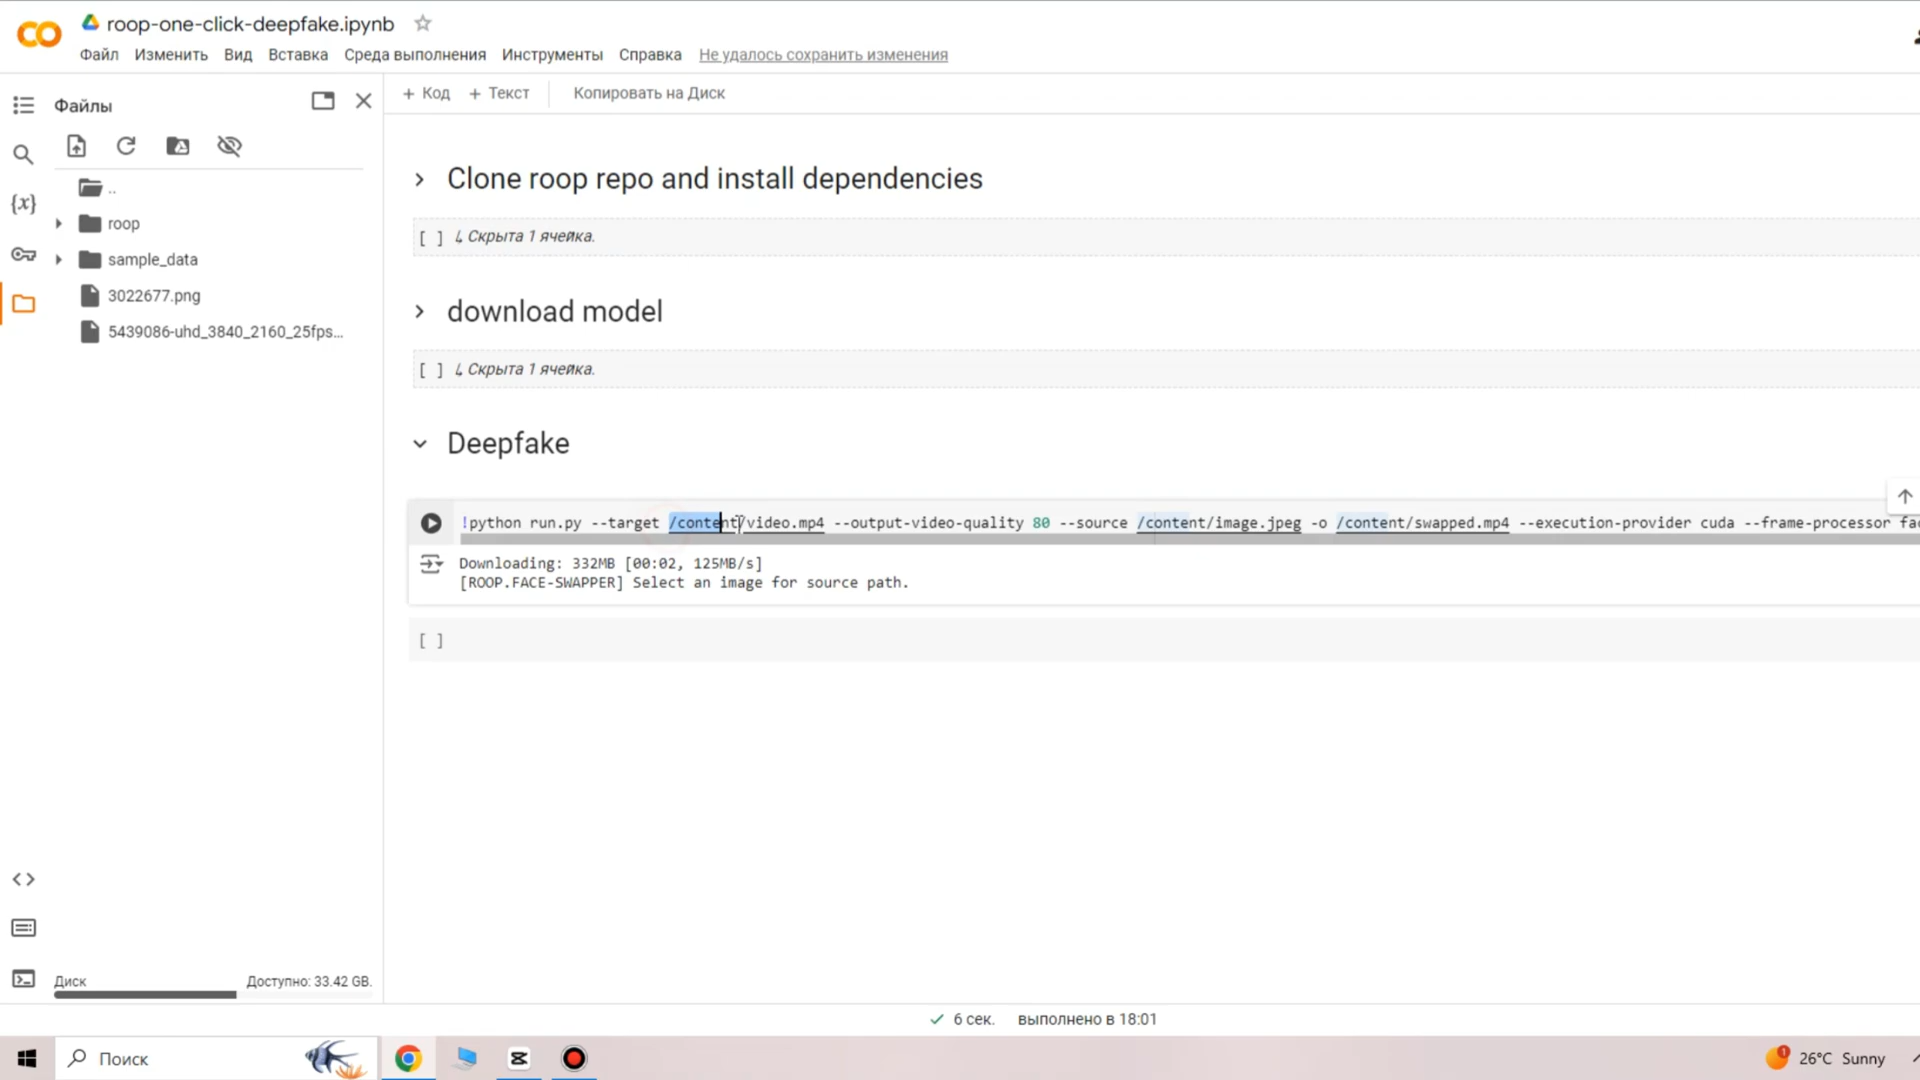 roop-one-click-deepfake.ipynb
Файл Изменить Вид Вставка Среда выполнения Инструменты Справка Не удалось сохранить изменения
Файлы
+ Код + Текст Копировать на Диск
..
roop
sample_data
3022677.png
5439086-uhd_3840_2160_25fps...
Clone roop repo and install dependencies
[ ] ↳ Скрыта 1 ячейка.
download model
[ ] ↳ Скрыта 1 ячейка.
Deepfake
!python run.py --target /content/video.mp4 --output-video-quality 80 --source /content/image.jpeg -o /content/swapped.mp4 --execution-provider cuda --frame-processor fac
Downloading: 332MB [00:02, 125MB/s]
[ROOP.FACE-SWAPPER] Select an image for source path.
[ ]
{x}
Диск Доступно: 33.42 GB.
6 сек. выполнено в 18:01
Поиск
1 26°C Sunny